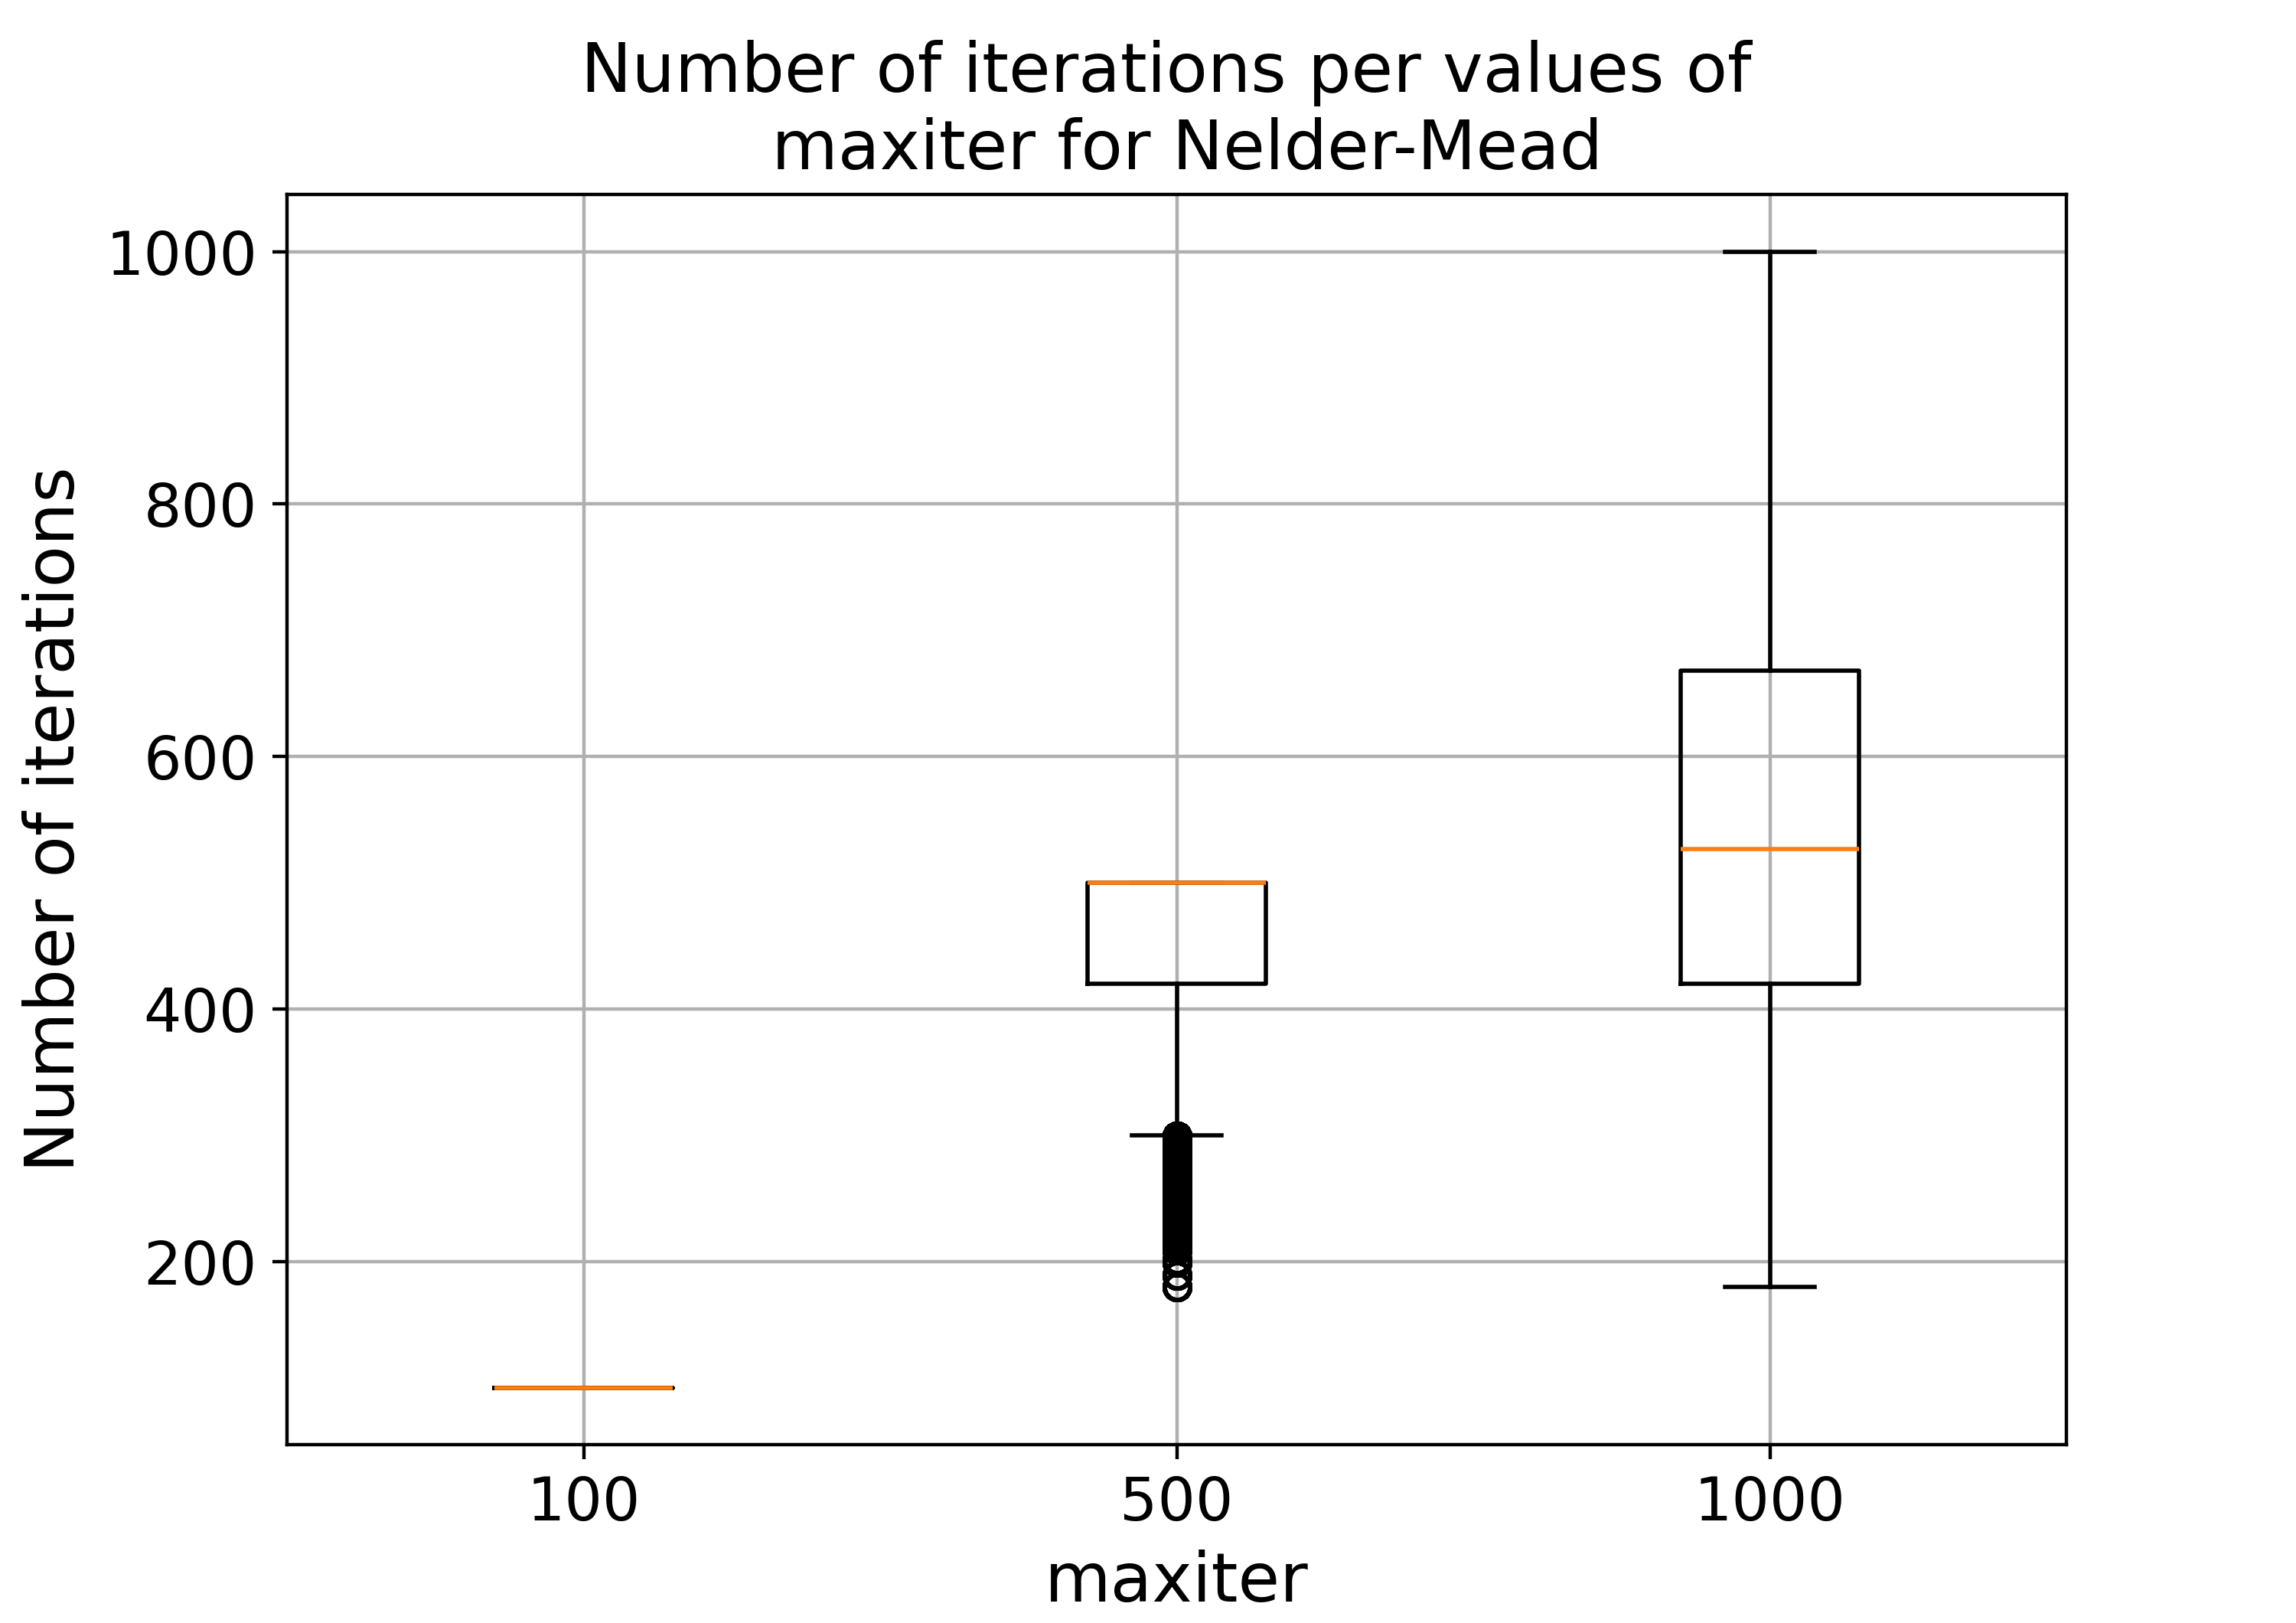 Number of iterations per values of
maxiter for Nelder-Mead
Number of iterations
1000
800
600
400
200
100
500
1000
maxiter